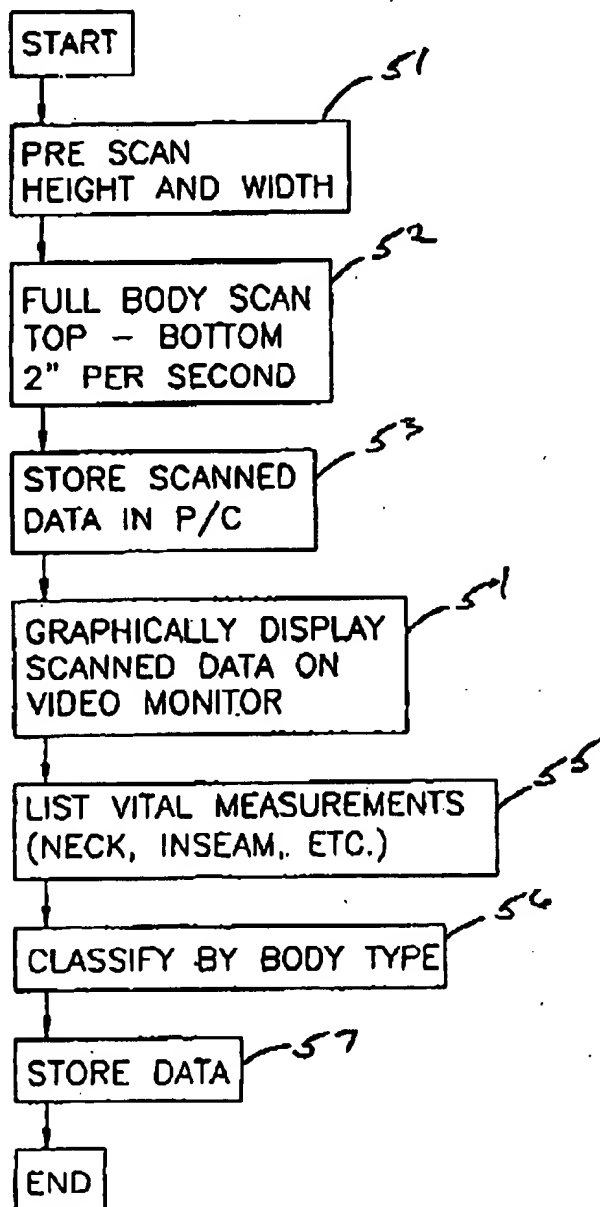 START
51
PRE SCAN
HEIGHT AND WIDTH
52
FULL BODY SCAN
TOP - BOTTOM
2" PER SECOND
53
STORE SCANNED
DATA IN P/C
54
GRAPHICALLY DISPLAY
SCANNED DATA ON
VIDEO MONITOR
55
LIST VITAL MEASUREMENTS
(NECK, INSEAM, ETC.)
56
CLASSIFY BY BODY TYPE
57
STORE DATA
END